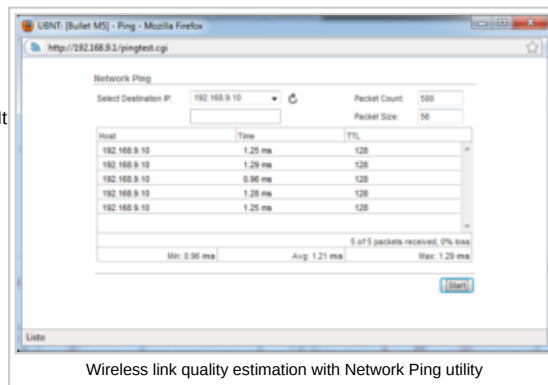 UBNT: [Bullet M5] - Ping - Mozilla Firefox
http://192.168.9.1/pingtest.cgi
Network Ping
Select Destination IP: 192.168.9.10 Packet Count: 500
Packet Size: 56
It
Host Time TTL
192.168.9.10 1.25 ms 128
192.168.9.10 1.29 ms 128
192.168.9.10 0.96 ms 128
192.168.9.10 1.28 ms 128
192.168.9.10 1.25 ms 128
5 of 5 packets received, 0% loss
Min: 0.96 ms Avg: 1.21 ms Max: 1.29 ms
Start
Listo
Wireless link quality estimation with Network Ping utility